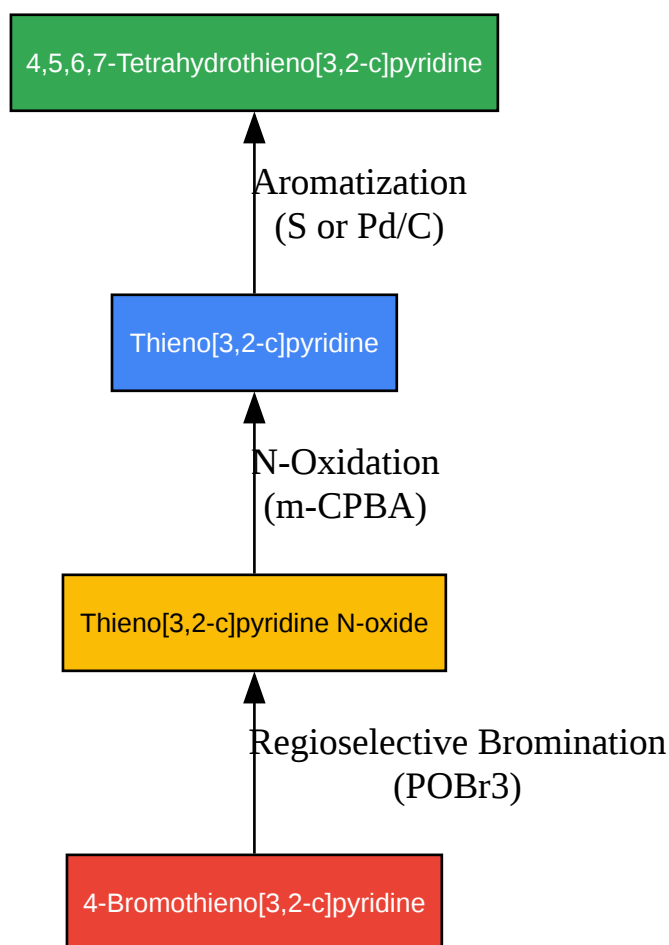 4,5,6,7-Tetrahydrothieno[3,2-c]pyridine
Aromatization
(S or Pd/C)
Thieno[3,2-c]pyridine
N-Oxidation
(m-CPBA)
Thieno[3,2-c]pyridine N-oxide
Regioselective Bromination
(POBr3)
4-Bromothieno[3,2-c]pyridine